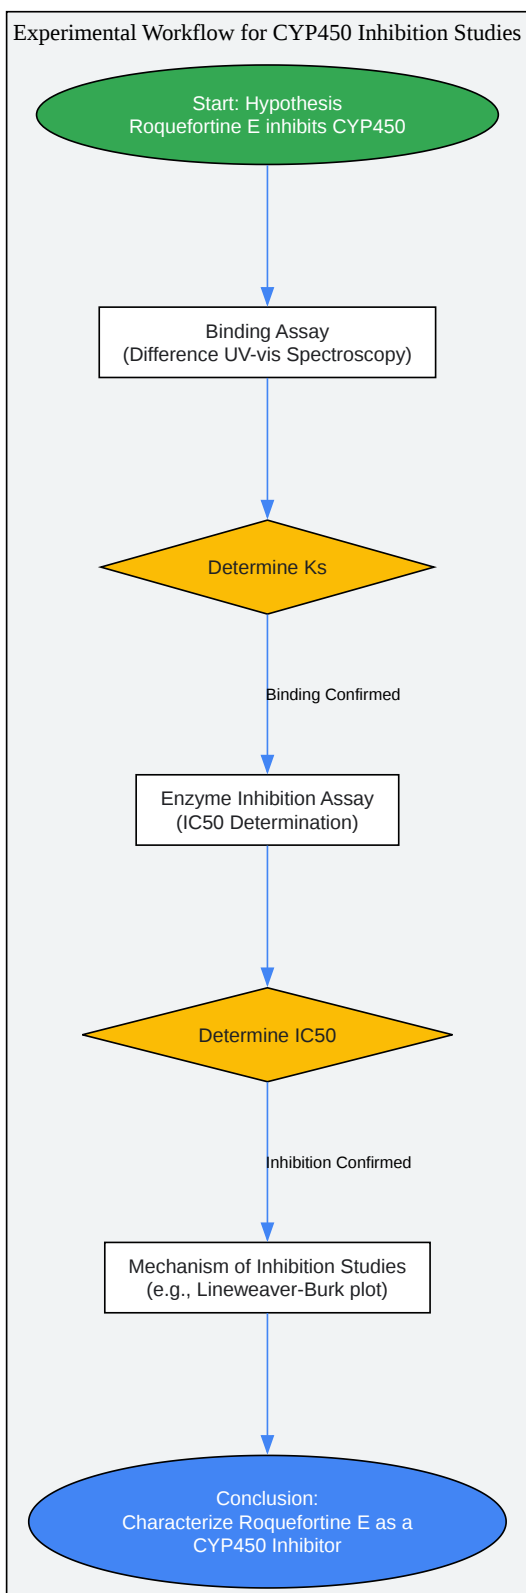 Experimental Workflow for CYP450 Inhibition Studies
Start: Hypothesis
Roquefortine E inhibits CYP450
Binding Assay
(Difference UV-vis Spectroscopy)
Determine Ks
Binding Confirmed
Enzyme Inhibition Assay
(IC50 Determination)
Determine IC50
Inhibition Confirmed
Mechanism of Inhibition Studies
(e.g., Lineweaver-Burk plot)
Conclusion:
Characterize Roquefortine E as a
CYP450 Inhibitor